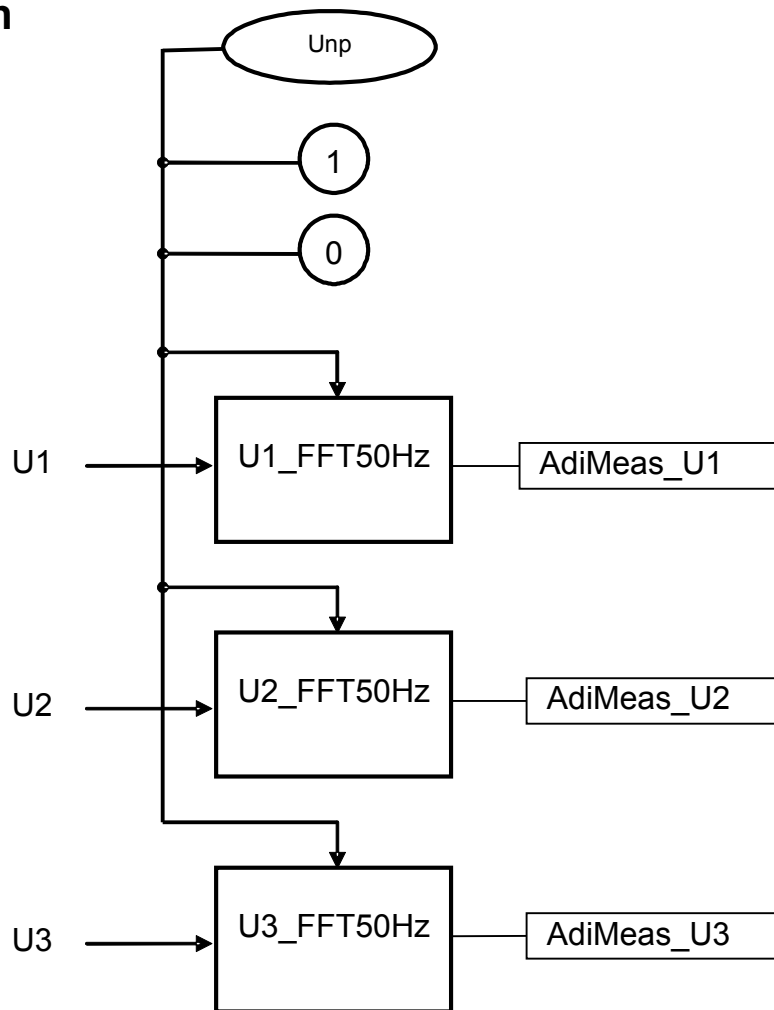 n
Unp
1
0
U1
U1_FFT50Hz
AdiMeas_U1
U2
U2_FFT50Hz
AdiMeas_U2
U3
U3_FFT50Hz
AdiMeas_U3